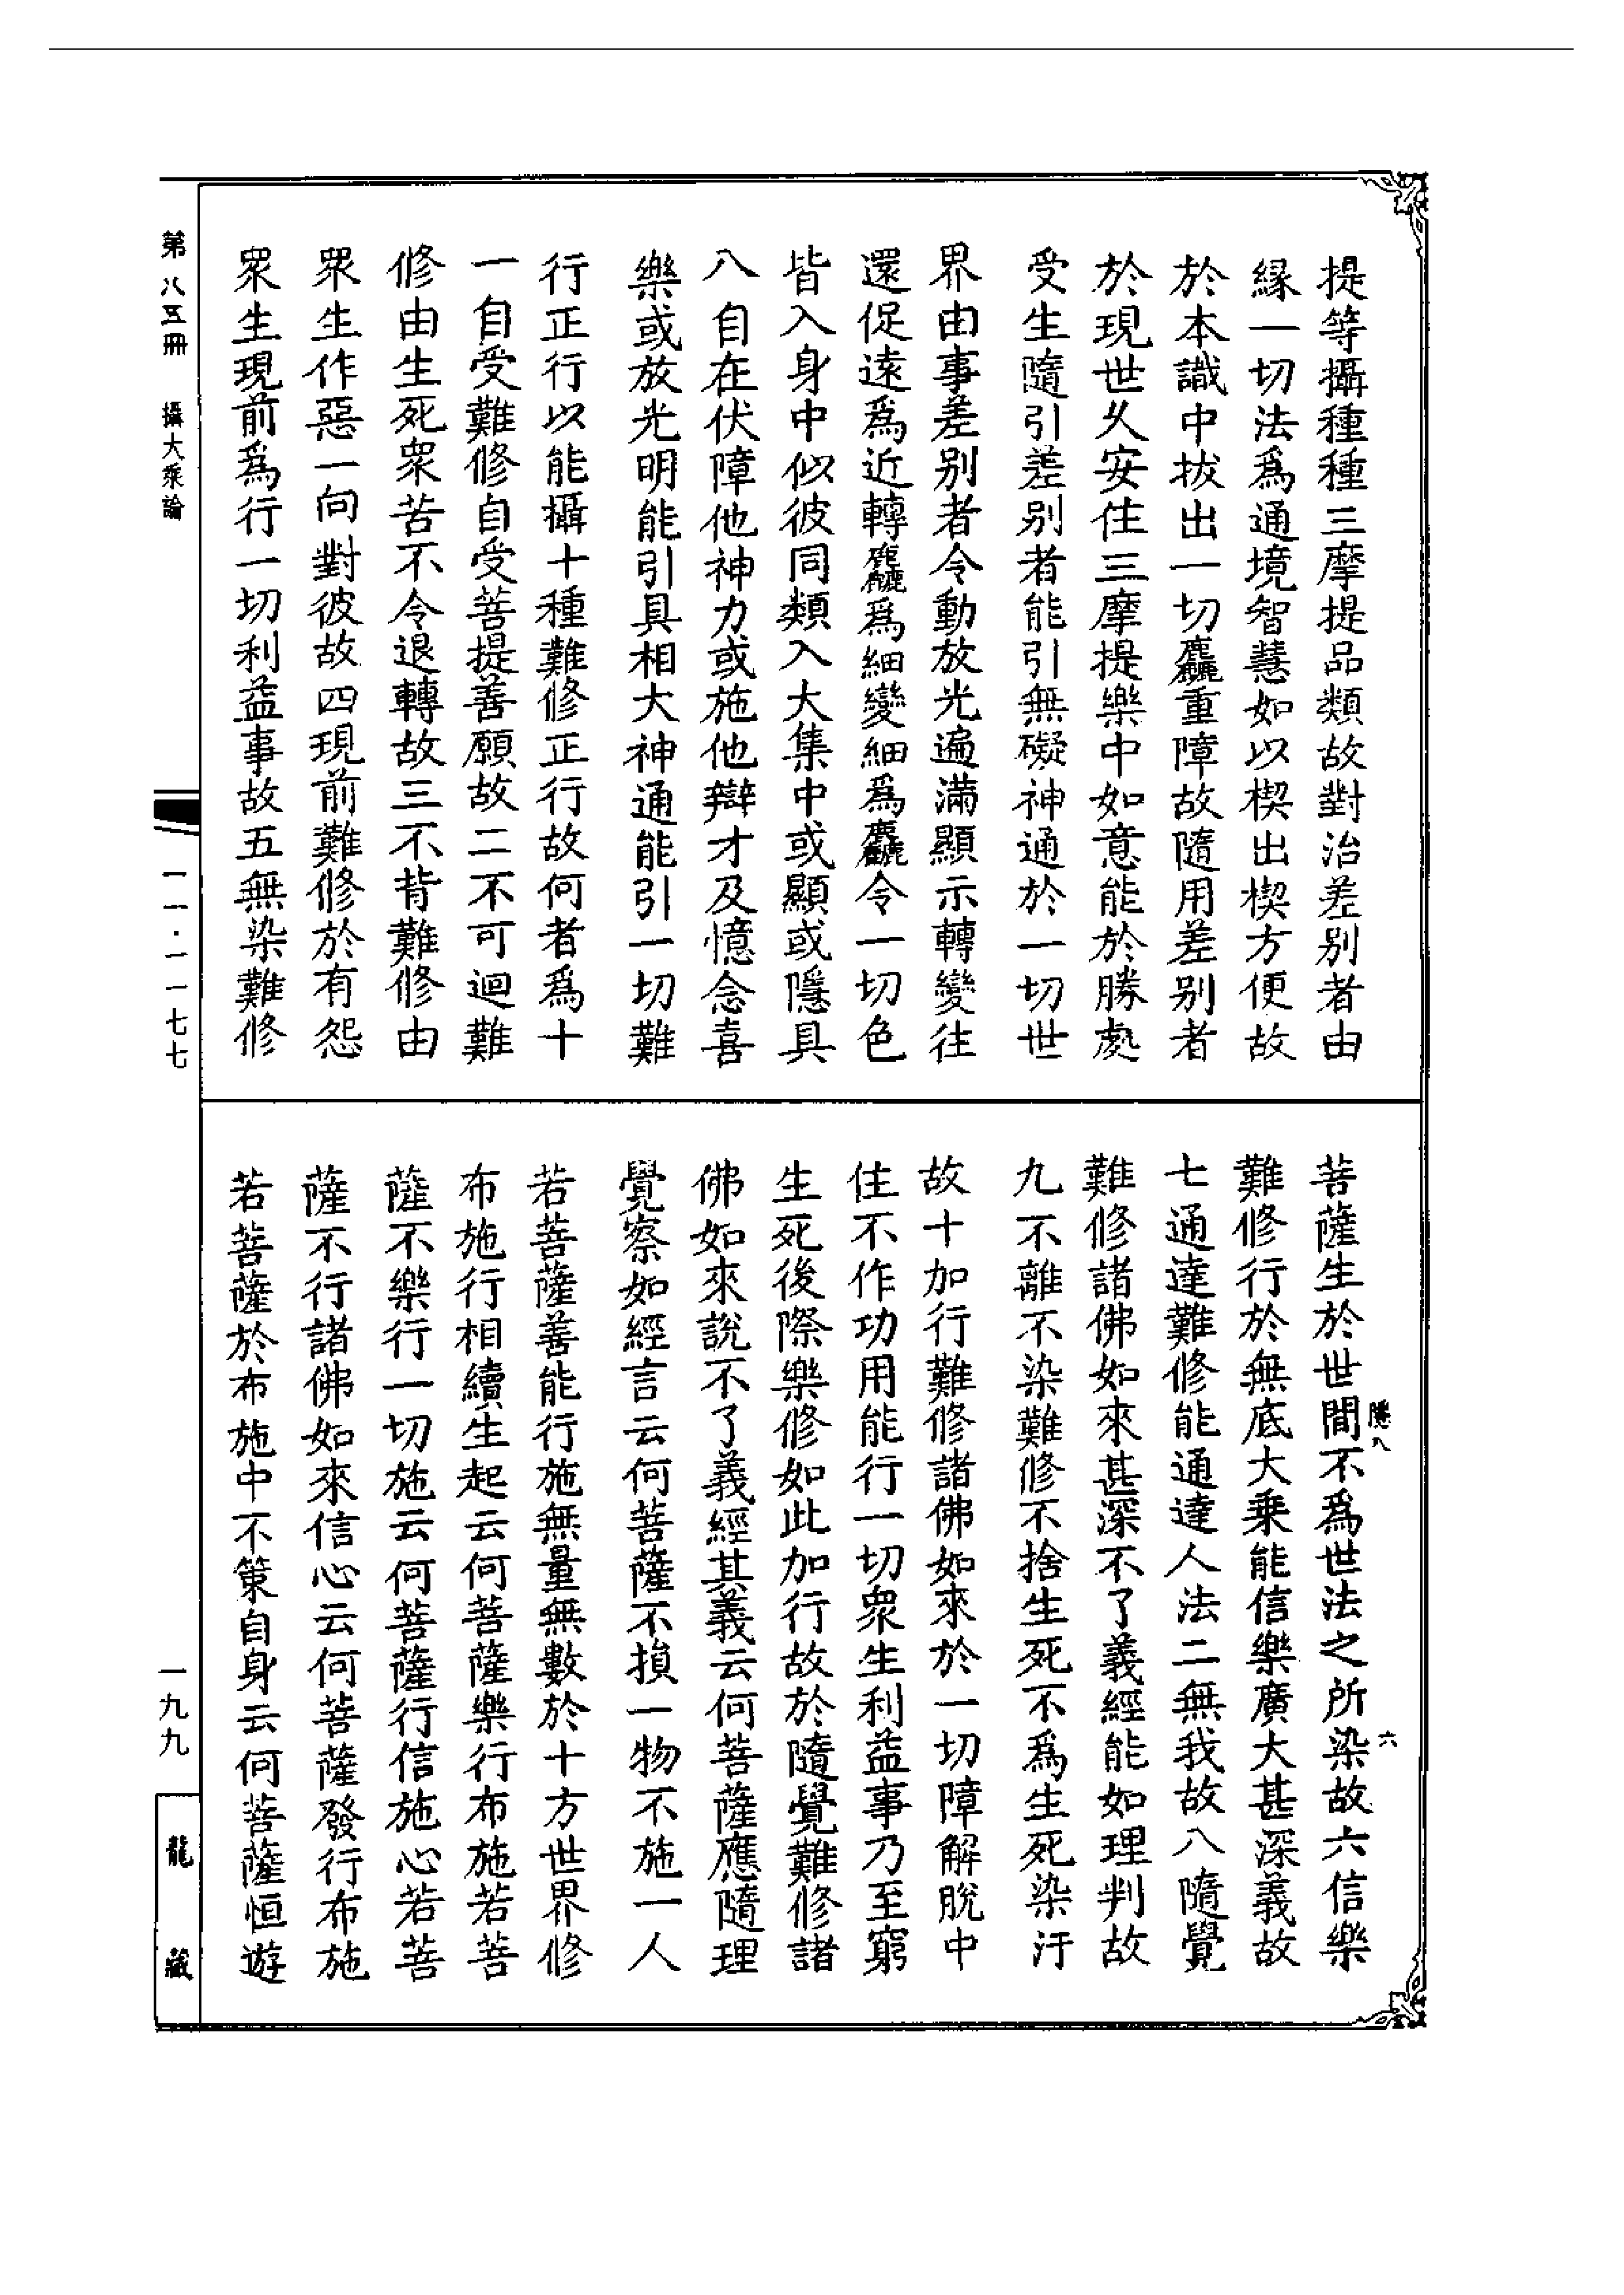 提等攝種種三摩提品類故對治差别者由
縁一切法爲通境智慧如以楔出楔方便故
於本識中拔出一切麤重障故隨用差别者
於現世久安住三摩提樂中如意能於勝處
受生隨引差别者能引無礙神通於一切世
界由事差别者令動放光遍滿顯示轉變往
還促遠爲近轉麤爲細變細爲麤令一切色
皆入身中似彼同類入大集中或顯或隱具
八自在伏障他神力或施他辯才及憶念喜
樂或放光明能引具相大神通能引一切難
行正行以能攝十種難修正行故何者爲十
一自受難修自受菩提善願故二不可迴難
修由生死衆苦不令退轉故三不背難修由
眾生作惡一向對彼故四現前難修於有怨
眾生現前爲行一切利益事故五無染難修
菩薩生於世間不爲世法之所染故六信樂
難修行於無底大乗能信樂廣大甚深義故
七通達難修能通達人法二無我故八隨覺
難修諸佛如來甚深不了義經能如理判故
九不離不染難修不捨生死不爲生死染汙
故十加行難修諸佛如來於一切障解脫中
住不作功用能行一切衆生利益事乃至窮
生死後際樂修如此加行故於隨覺難修諸
佛如來說不了義經其義云何菩薩應隨理
覺察如經言云何菩薩不損一物不施一人
若菩薩善能行施無量無數於十方世界修
布施行相續生起云何菩薩樂行布施若菩
薩不樂行一切施云何菩薩行信施心若菩
薩不行諸佛如來信心云何菩薩發行布施
若菩薩於布施中不策自身云何菩薩恒遊
隱八
六
第八五冊 攝大乘論
一一·一一七七
一九九
龍藏